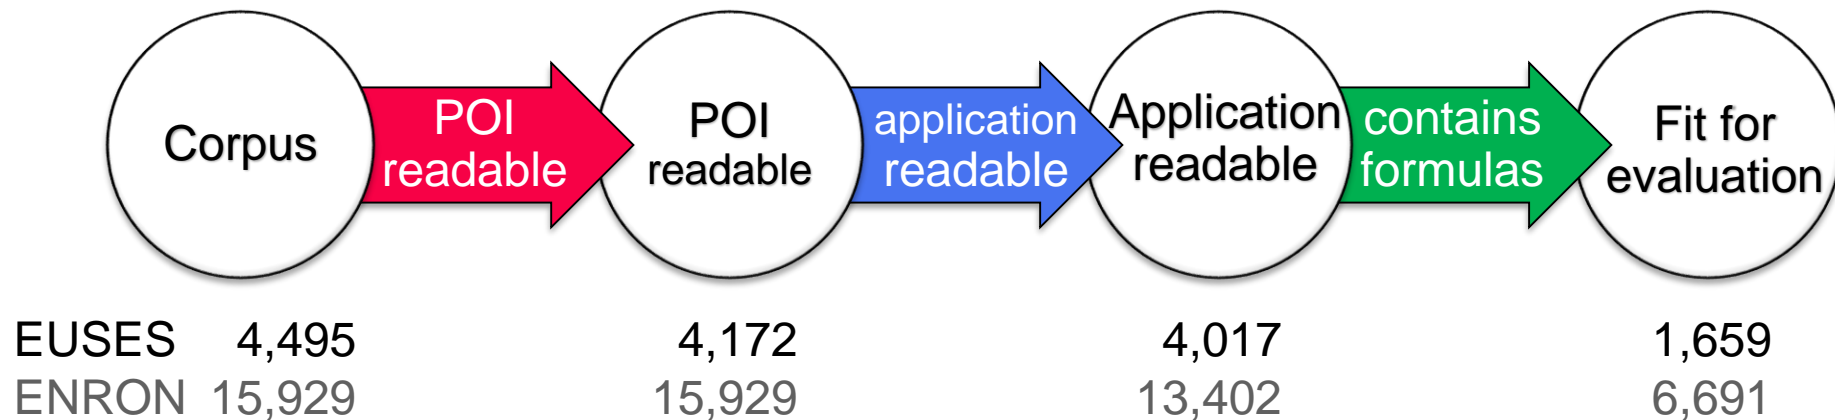 Corpus
POI
readable
POI
readable
application
readable
Application
readable
contains
formulas
Fit for
evaluation
EUSES 4,495 4,172 4,017 1,659
ENRON 15,929 15,929 13,402 6,691